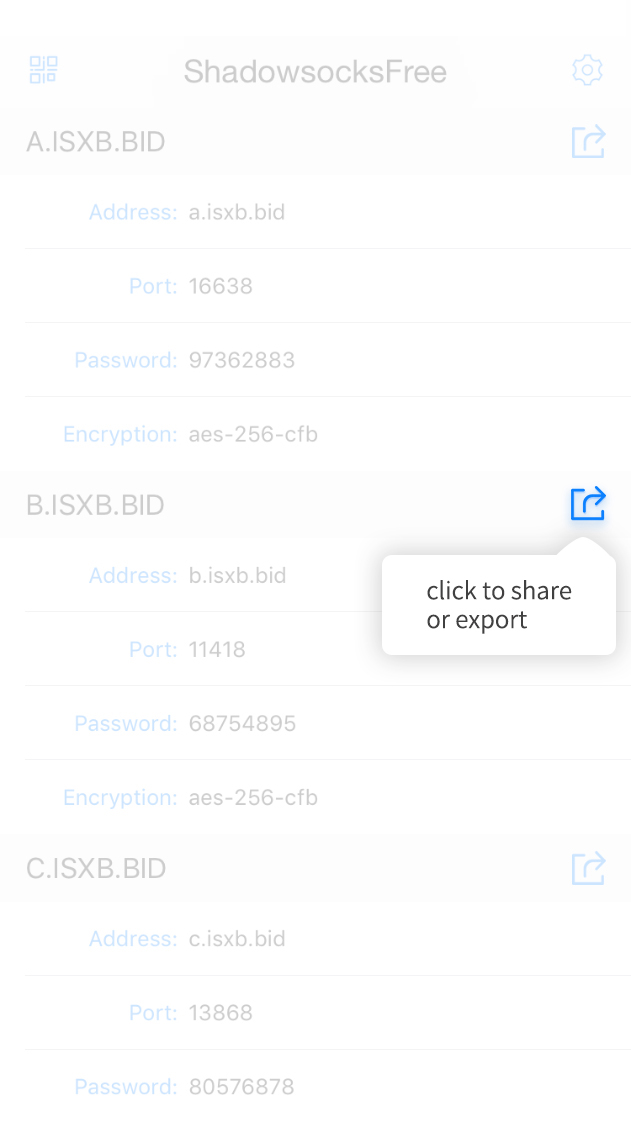 ShadowsocksFree
A.ISXB.BID
Address: a.isxb.bid
Port: 16638
Password: 97362883
Encryption: aes-256-cfb
B.ISXB.BID
Address: b.isxb.bid
click to share
or export
Port: 11418
Password: 68754895
Encryption: aes-256-cfb
C.ISXB.BID
Address: c.isxb.bid
Port: 13868
Password: 80576878